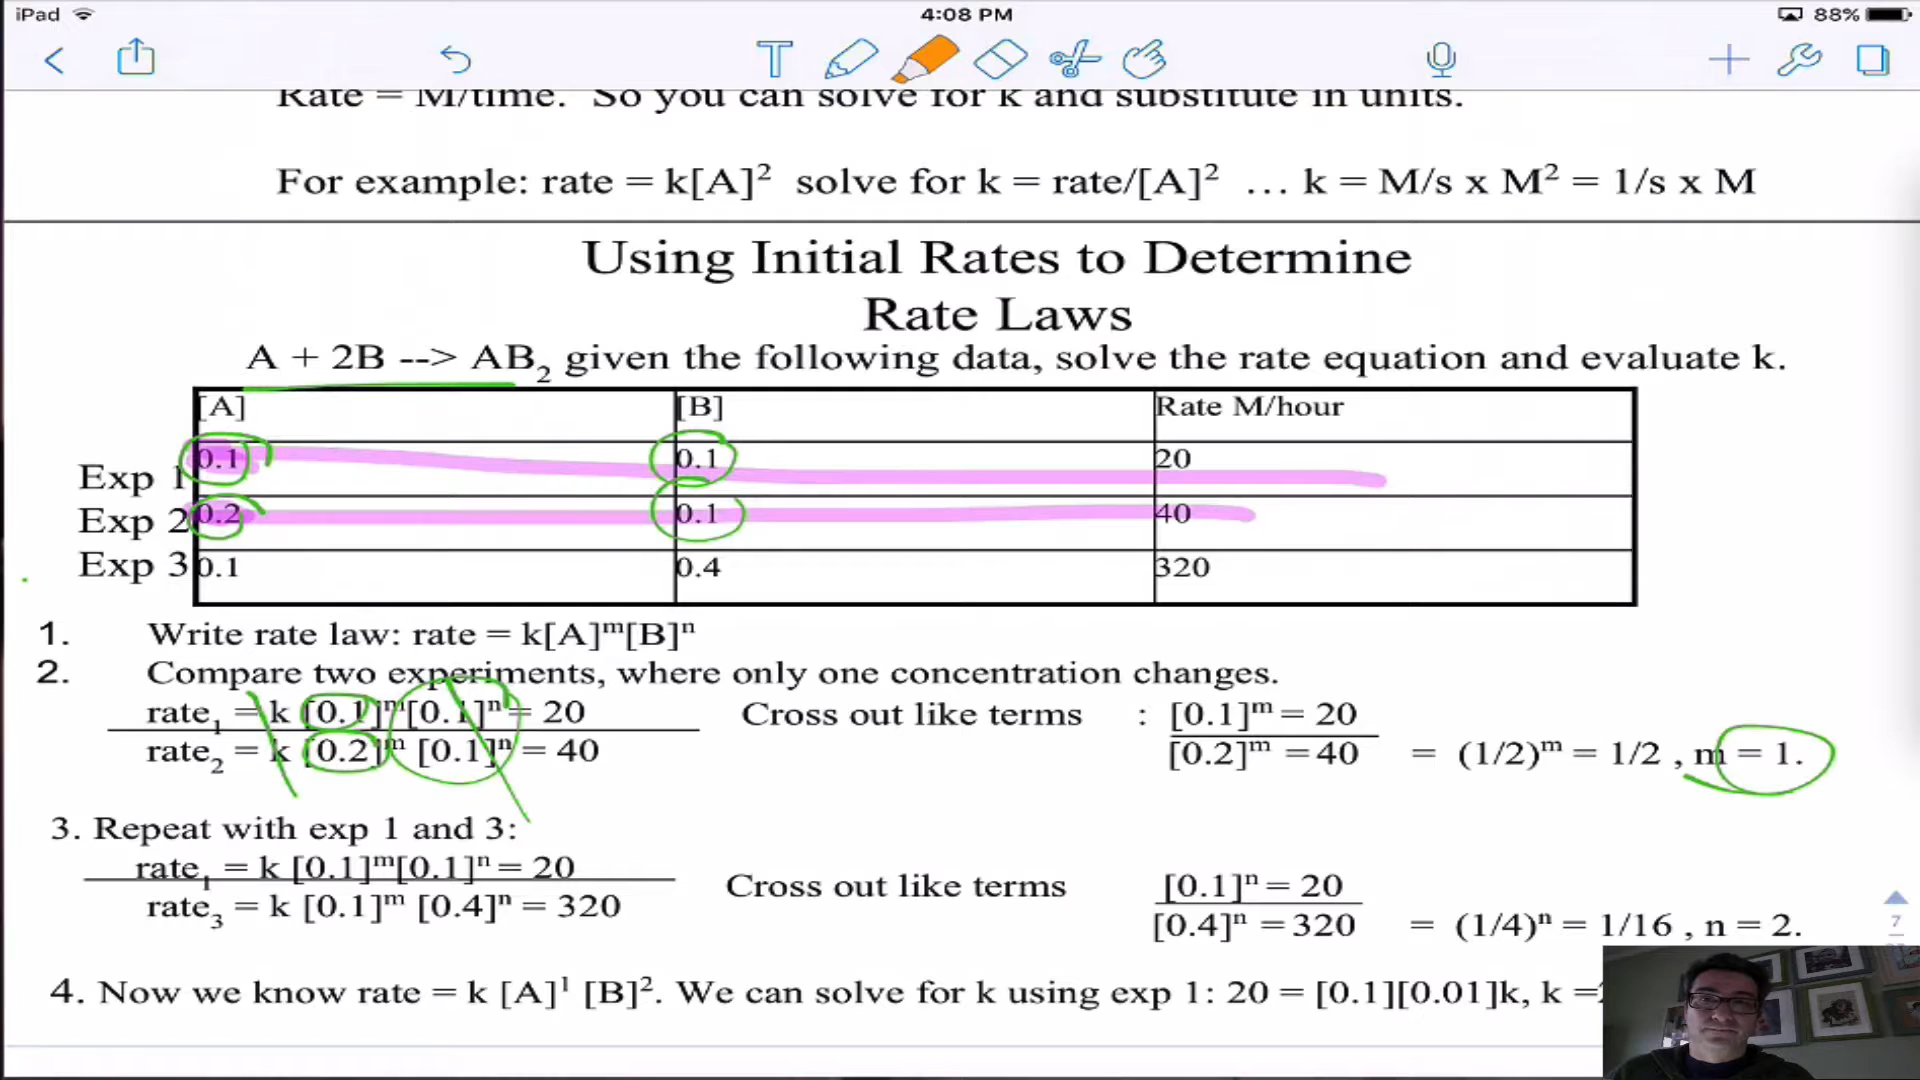 iPad 4:08 PM 88%
T
Rate = M/time. So you can solve for k and substitute in units.
For example: rate = k[A]² solve for k = rate/[A]² … k = M/s x M² = 1/s x M
Using Initial Rates to Determine
Rate Laws
A + 2B --> AB₂ given the following data, solve the rate equation and evaluate k.
[A] [B] Rate M/hour
Exp 1 0.1 0.1 20
Exp 2 0.2 0.1 40
Exp 3 0.1 0.4 320
1. Write rate law: rate = k[A]ᵐ[B]ⁿ
2. Compare two experiments, where only one concentration changes.
rate₁ = k [0.1]ᵐ[0.1]ⁿ = 20 Cross out like terms : [0.1]ᵐ = 20
rate₂ = k [0.2]ᵐ [0.1]ⁿ = 40 [0.2]ᵐ = 40 = (1/2)ᵐ = 1/2 , m = 1.
3. Repeat with exp 1 and 3:
rate₁ = k [0.1]ᵐ[0.1]ⁿ = 20 Cross out like terms [0.1]ⁿ = 20
rate₃ = k [0.1]ᵐ [0.4]ⁿ = 320 [0.4]ⁿ = 320 = (1/4)ⁿ = 1/16 , n = 2.
7
4. Now we know rate = k [A]¹ [B]². We can solve for k using exp 1: 20 = [0.1][0.01]k, k =